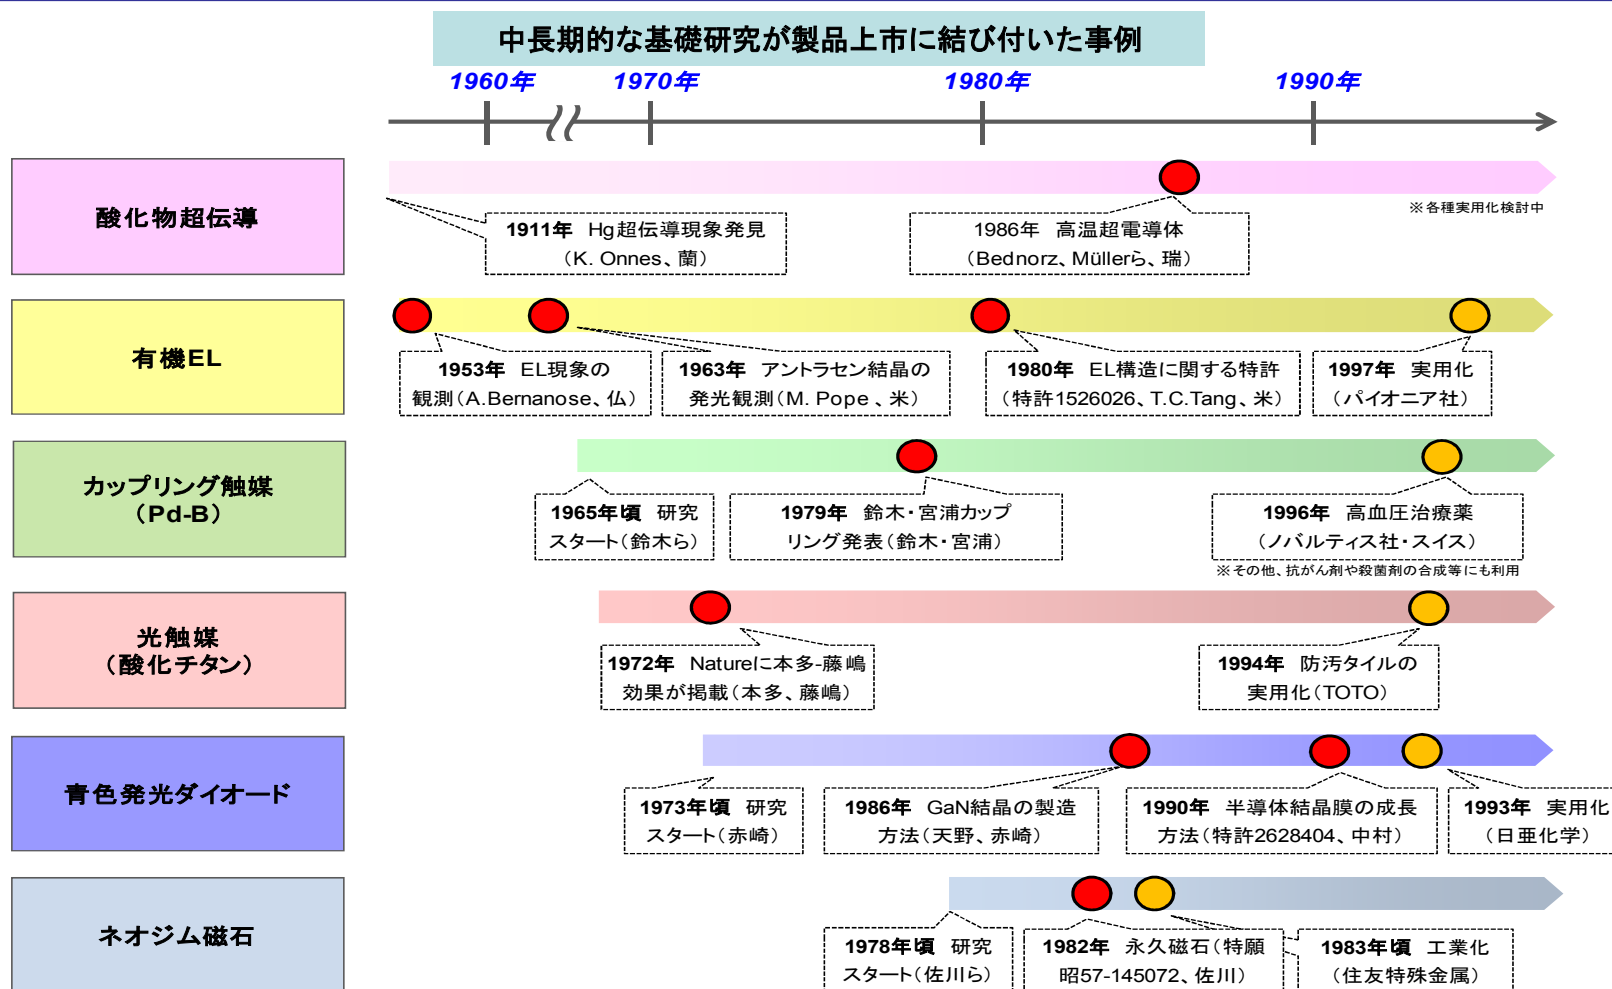 中長期的な基礎研究が製品上市に結び付いた事例
1960年
1970年
1980年
1990年
酸化物超伝導
※各種実用化検討中
1911年 Hg超伝導現象発見
（K. Onnes、蘭）
1986年 高温超電導体
（Bednorz、Müllerら、瑞）
有機EL
1953年 EL現象の
観測（A.Bernanose、仏）
1963年 アントラセン結晶の
発光観測（M. Pope 、米）
1980年 EL構造に関する特許
（特許1526026、T.C.Tang、米）
1997年 実用化
（パイオニア社）
カップリング触媒
（Pd-B）
1965年頃 研究
スタート（鈴木ら）
1979年 鈴木・宮浦カップ
リング発表（鈴木・宮浦）
1996年 高血圧治療薬
（ノバルティス社・スイス）
※その他、抗がん剤や殺菌剤の合成等にも利用
光触媒
（酸化チタン）
1972年 Natureに本多-藤嶋
効果が掲載（本多、藤嶋）
1994年 防汚タイルの
実用化（TOTO）
青色発光ダイオード
1973年頃 研究
スタート（赤崎）
1986年 GaN結晶の製造
方法（天野、赤崎）
1990年 半導体結晶膜の成長
方法（特許2628404、中村）
1993年 実用化
（日亜化学）
ネオジム磁石
1978年頃 研究
スタート（佐川ら）
1982年 永久磁石（特願
昭57-145072、佐川）
1983年頃 工業化
（住友特殊金属）